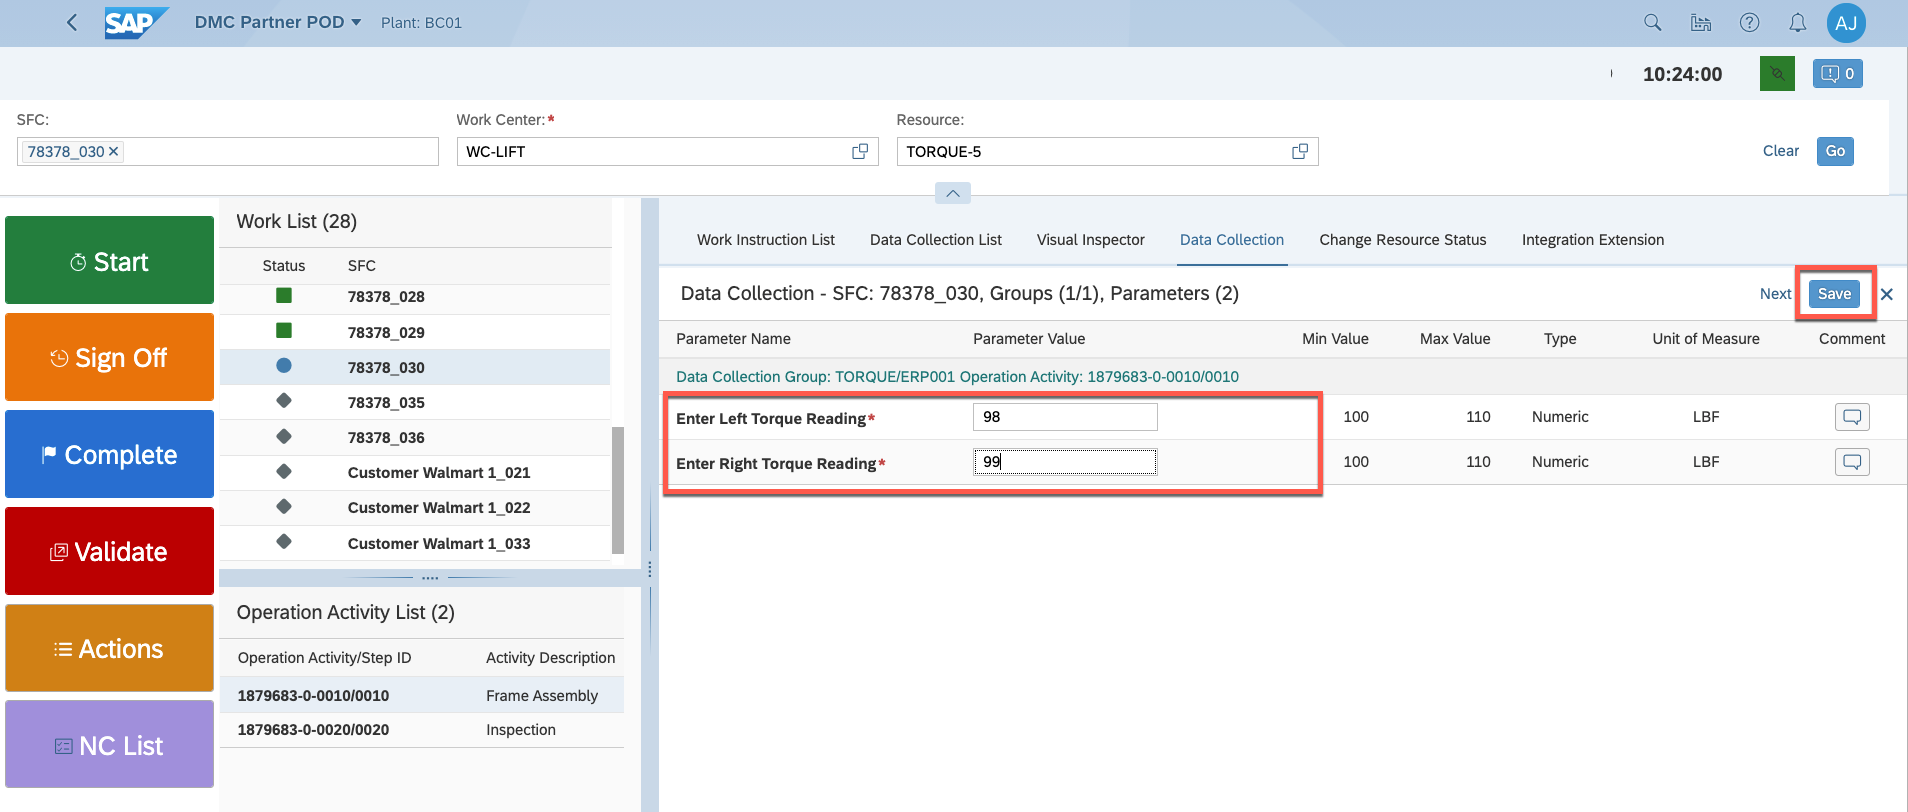 SAP DMC Partner POD Plant: BC01 AJ
10:24:00 0
SFC: Work Center:* Resource:
78378_030 WC-LIFT TORQUE-5 Clear Go
Start
Sign Off
Complete
Validate
Actions
NC List
Work List (28)
Status SFC
78378_028
78378_029
78378_030
78378_035
78378_036
Customer Walmart 1_021
Customer Walmart 1_022
Customer Walmart 1_033
Operation Activity List (2)
Operation Activity/Step ID Activity Description
1879683-0-0010/0010 Frame Assembly
1879683-0-0020/0020 Inspection
Work Instruction List Data Collection List Visual Inspector Data Collection Change Resource Status Integration Extension
Data Collection - SFC: 78378_030, Groups (1/1), Parameters (2) Next Save
Parameter Name Parameter Value Min Value Max Value Type Unit of Measure Comment
Data Collection Group: TORQUE/ERP001 Operation Activity: 1879683-0-0010/0010
Enter Left Torque Reading* 98 100 110 Numeric LBF
Enter Right Torque Reading* 99 100 110 Numeric LBF